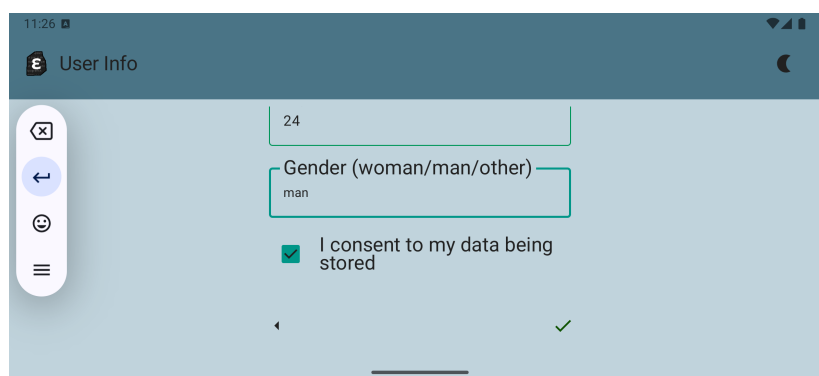 11:26
ε User Info
24
Gender (woman/man/other)
man
I consent to my data being
stored